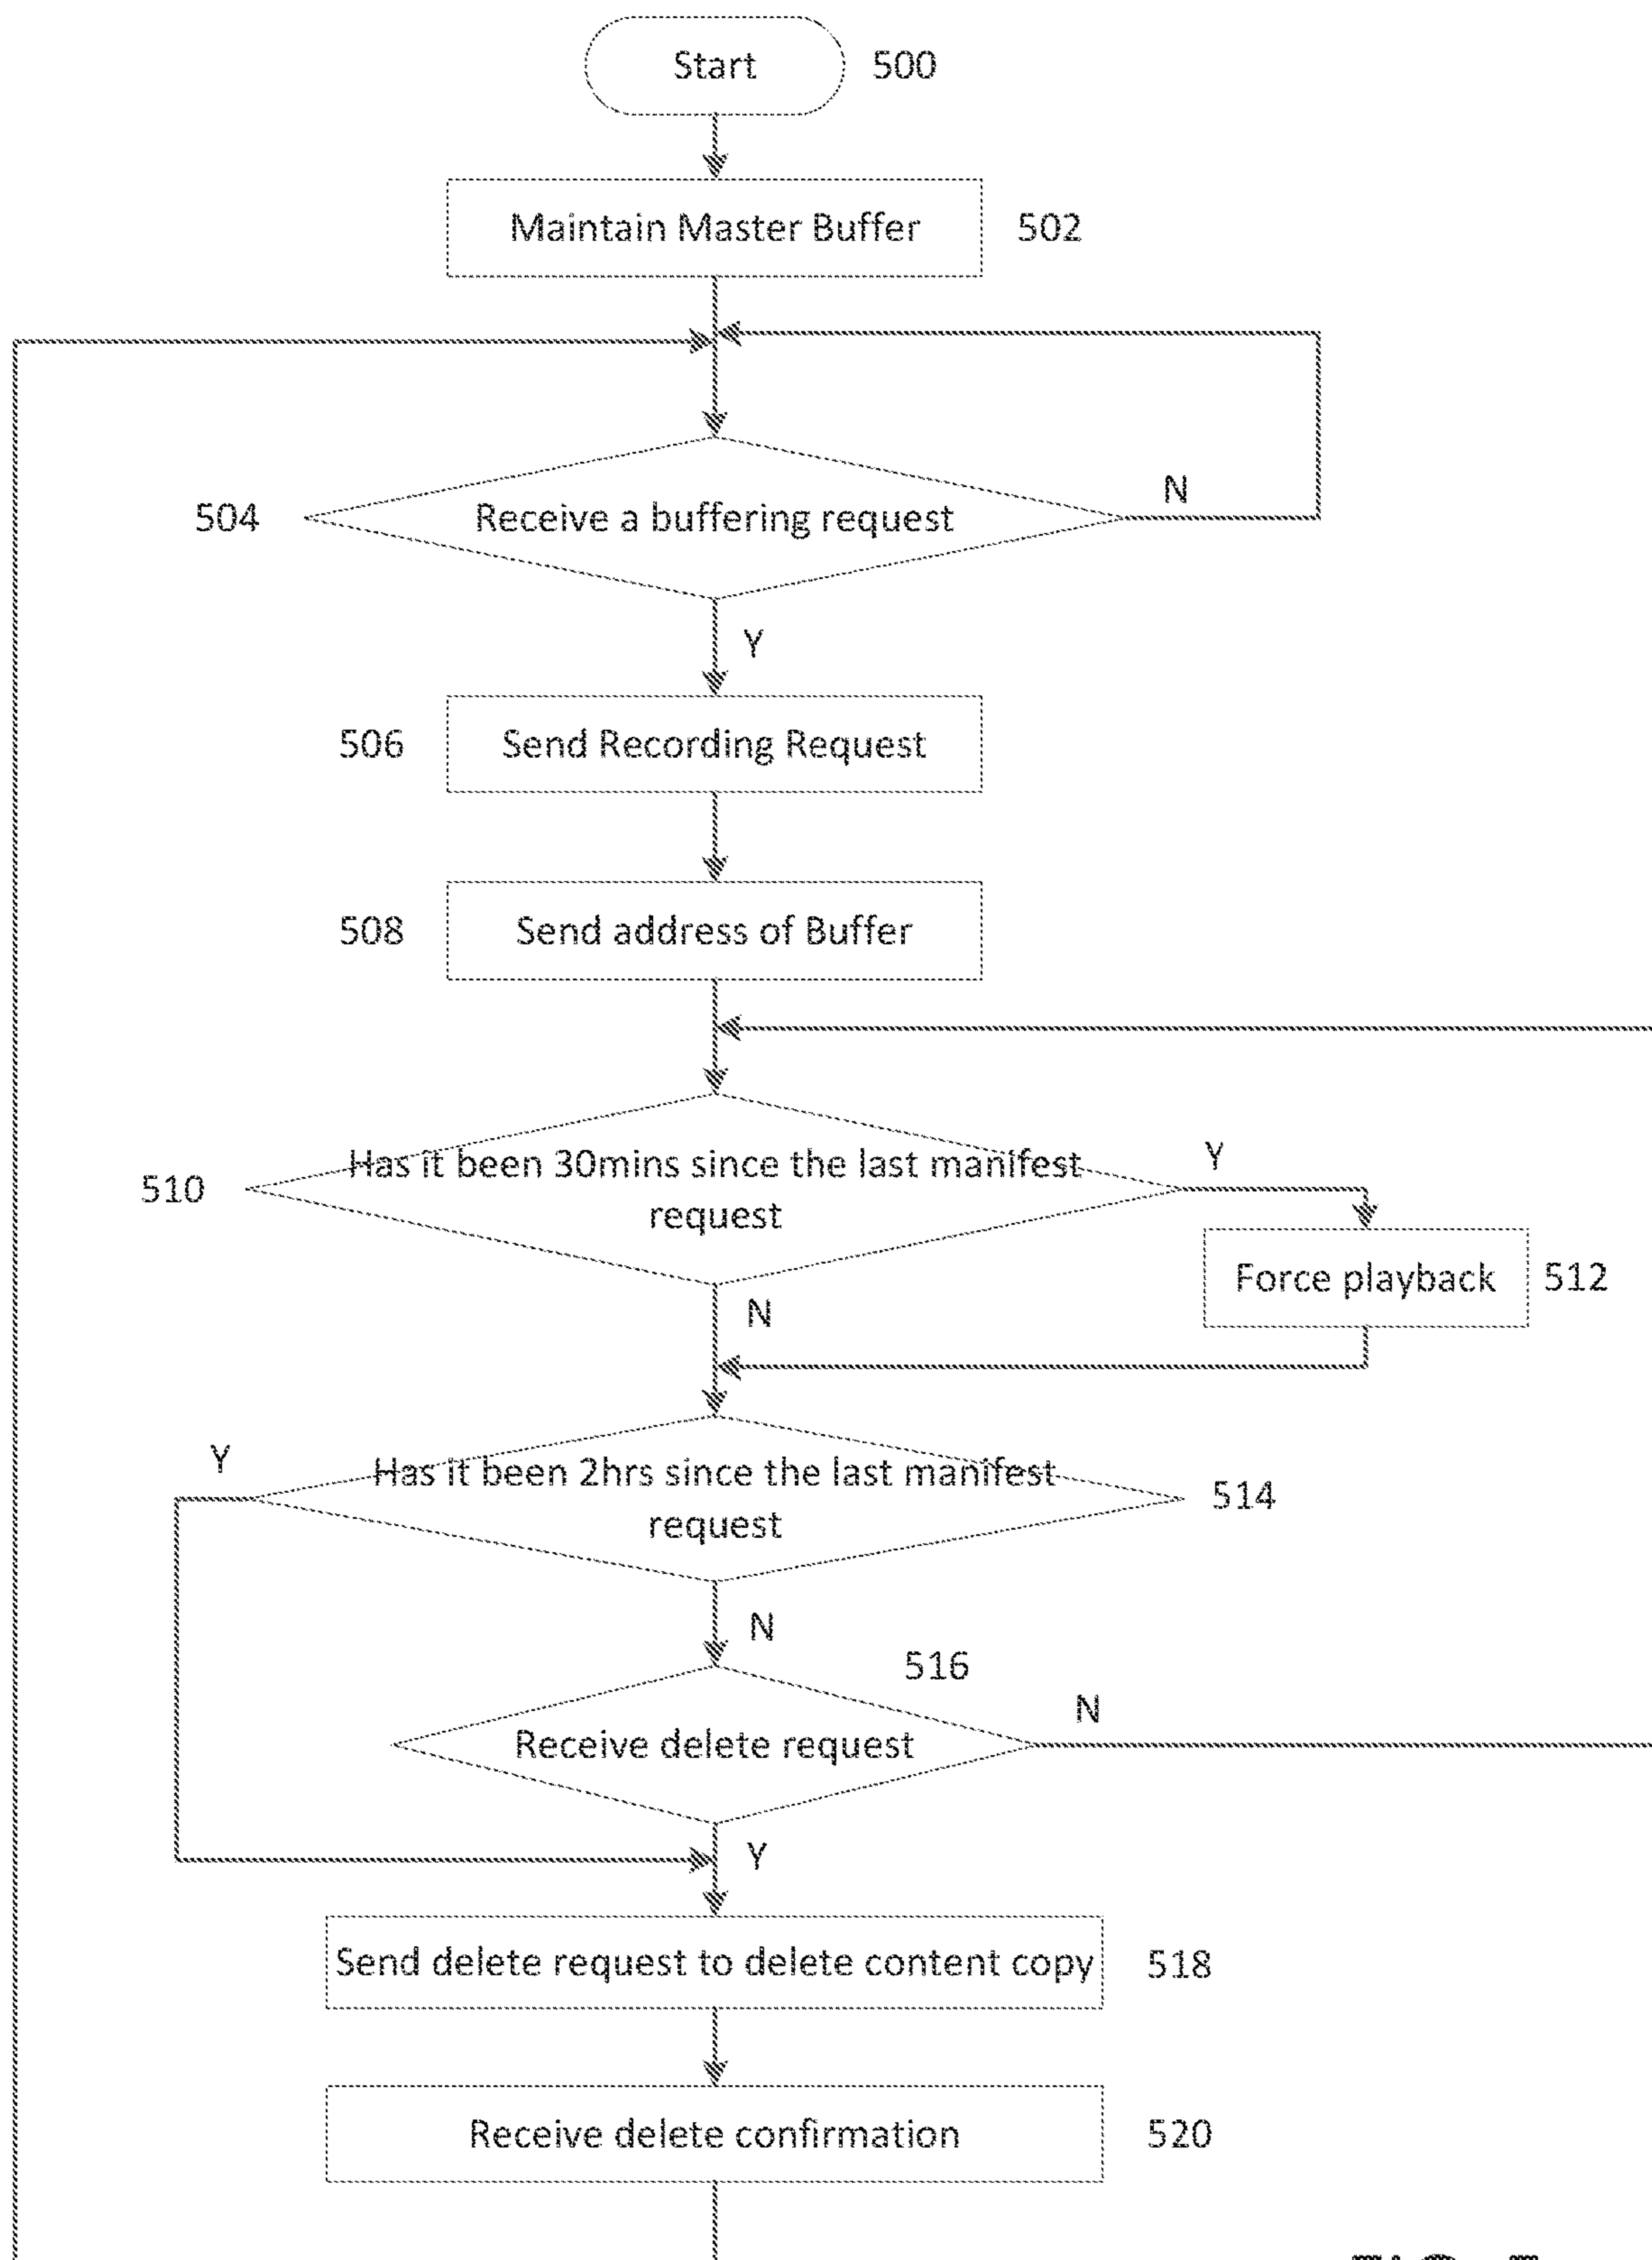 Start 500
Maintain Master Buffer 502
N
504 Receive a buffering request
Y
506 Send Recording Request
508 Send address of Buffer
Y
Has it been 30mins since the last manifest
510
request
Force playback 512
N
Y
Has it been 2hrs since the last manifest
514
request
N
516
N
Receive delete request
Y
Send delete request to delete content copy 518
Receive delete confirmation 520